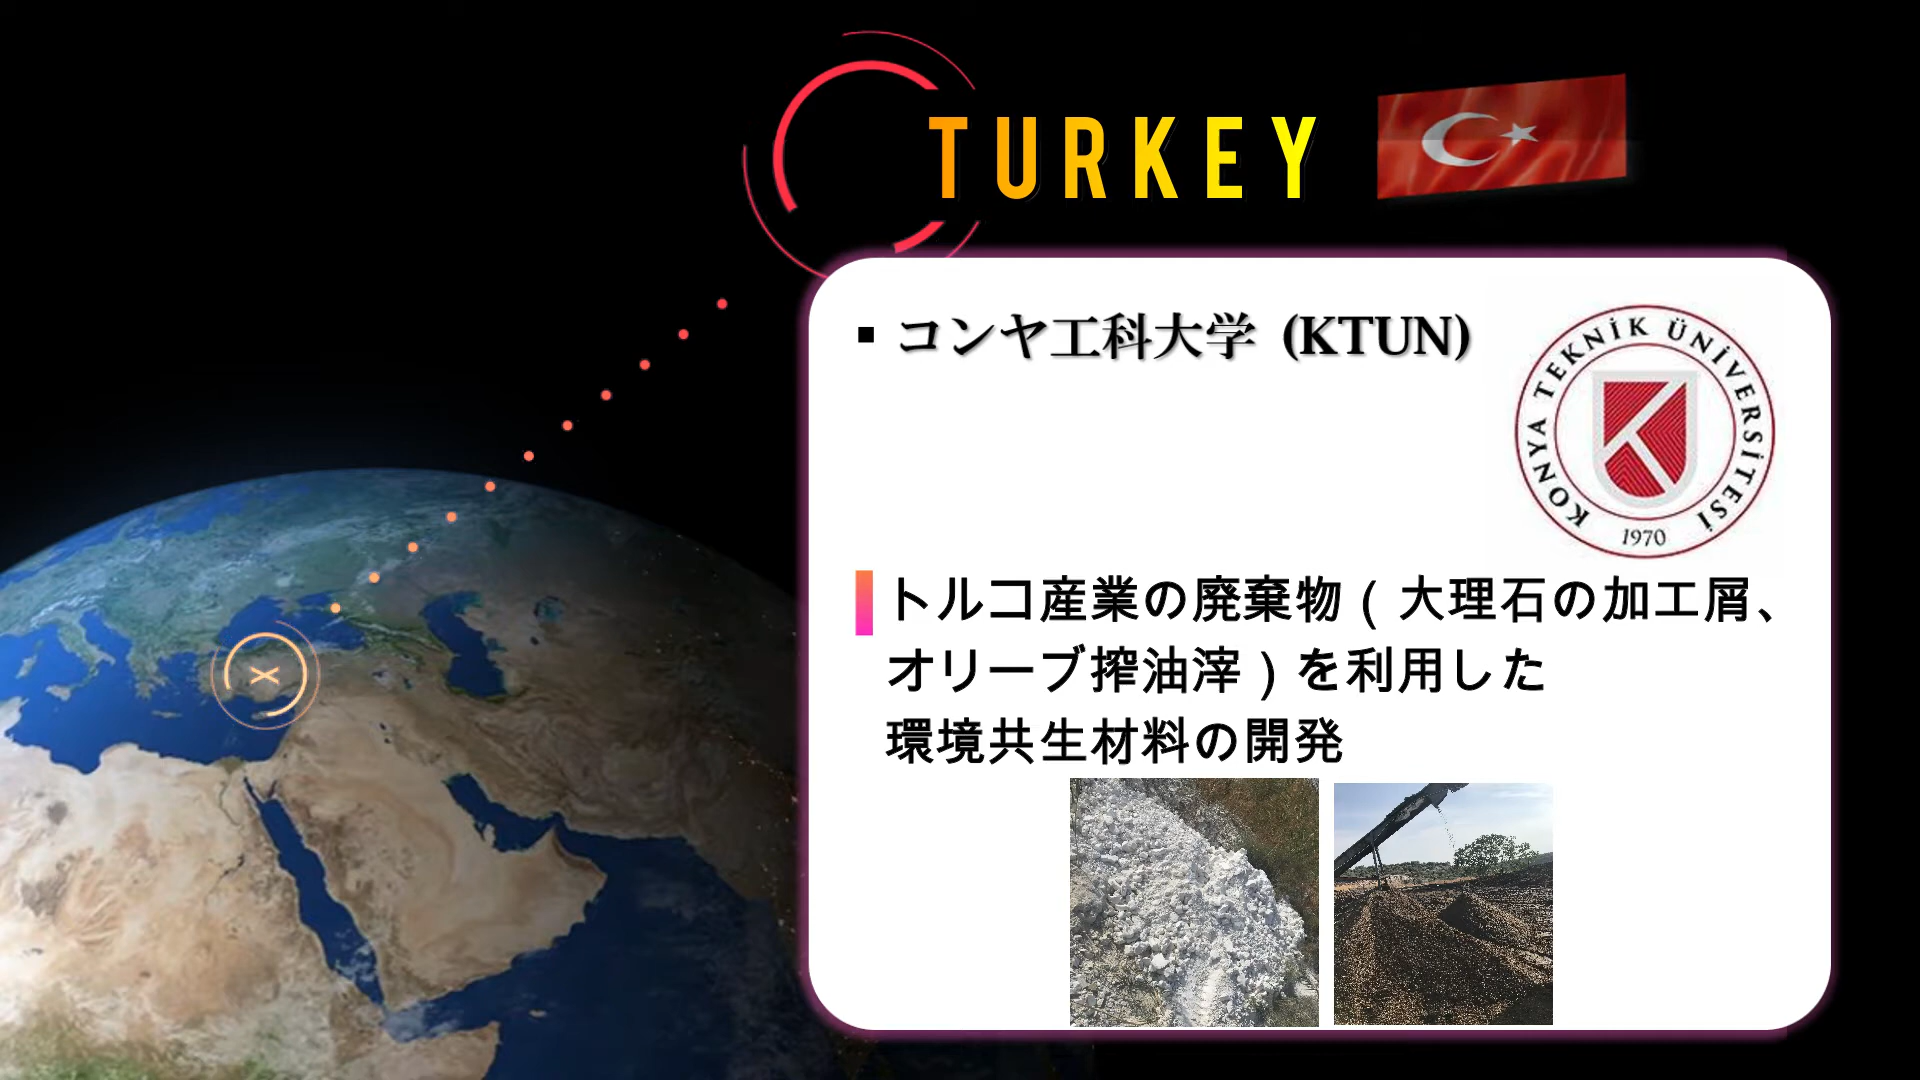 TURKEY
▪ コンヤ工科大学 (KTUN)
KONYA TEKNİK ÜNİVERSİTESİ
1970
トルコ産業の廃棄物(大理石の加工屑、
オリーブ搾油滓)を利用した
環境共生材料の開発